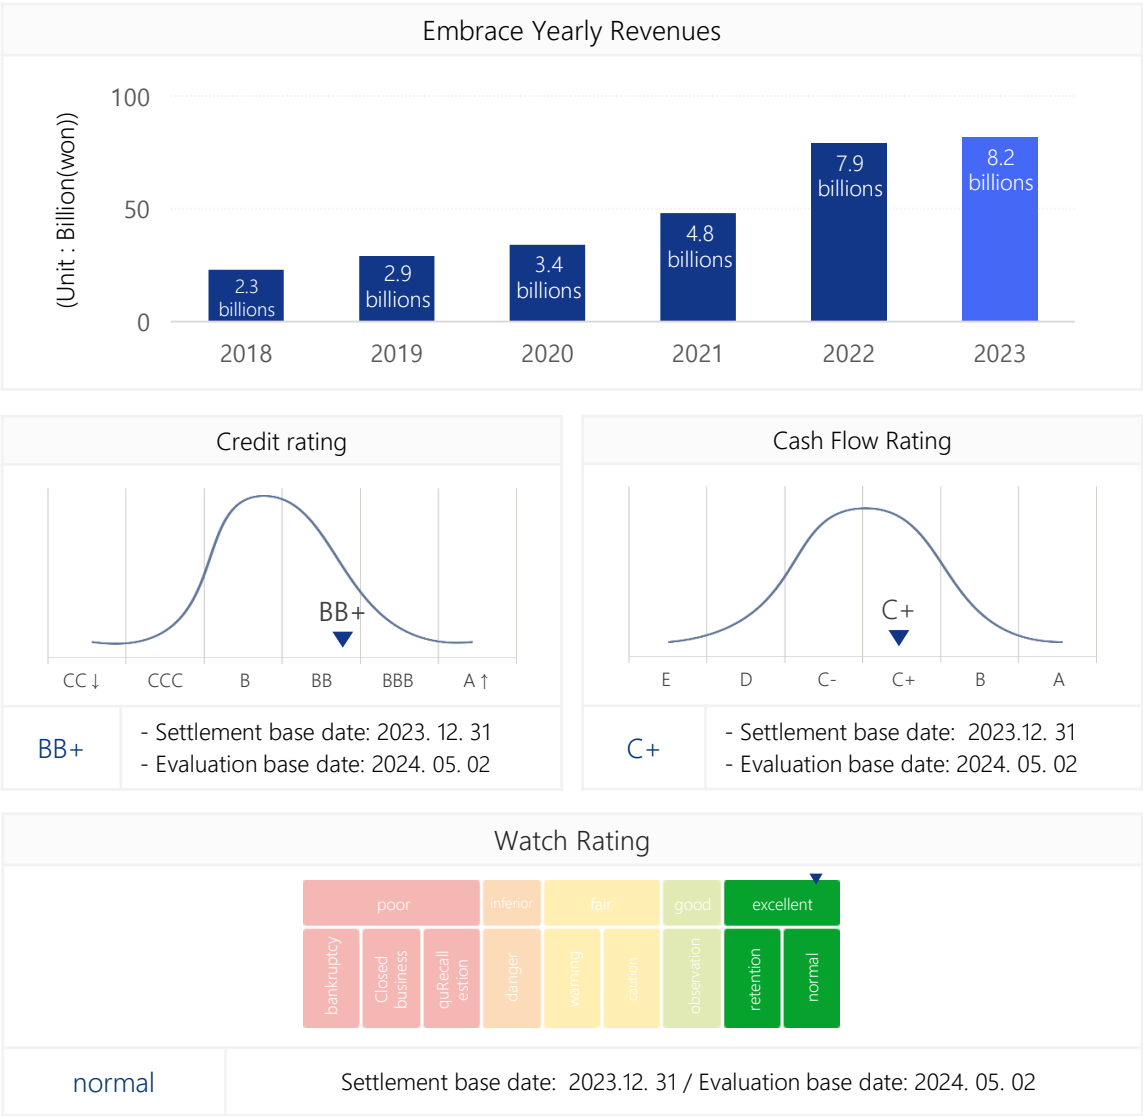 Embrace Yearly Revenues
(Unit : Billion(won))
100
50
0
2.3
billions
2.9
billions
3.4
billions
4.8
billions
7.9
billions
8.2
billions
2018
2019
2020
2021
2022
2023
Credit rating
BB+
CC ↓
CCC
B
BB
BBB
A ↑
BB+
- Settlement base date: 2023. 12. 31
- Evaluation base date: 2024. 05. 02
Cash Flow Rating
C+
E
D
C-
C+
B
A
C+
- Settlement base date:  2023.12. 31
- Evaluation base date: 2024. 05. 02
Watch Rating
poor
inferior
fair
good
excellent
bankruptcy
Closed
business
quRecall
estion
danger
warning
caution
observation
retention
normal
normal
Settlement base date:  2023.12. 31 / Evaluation base date: 2024. 05. 02